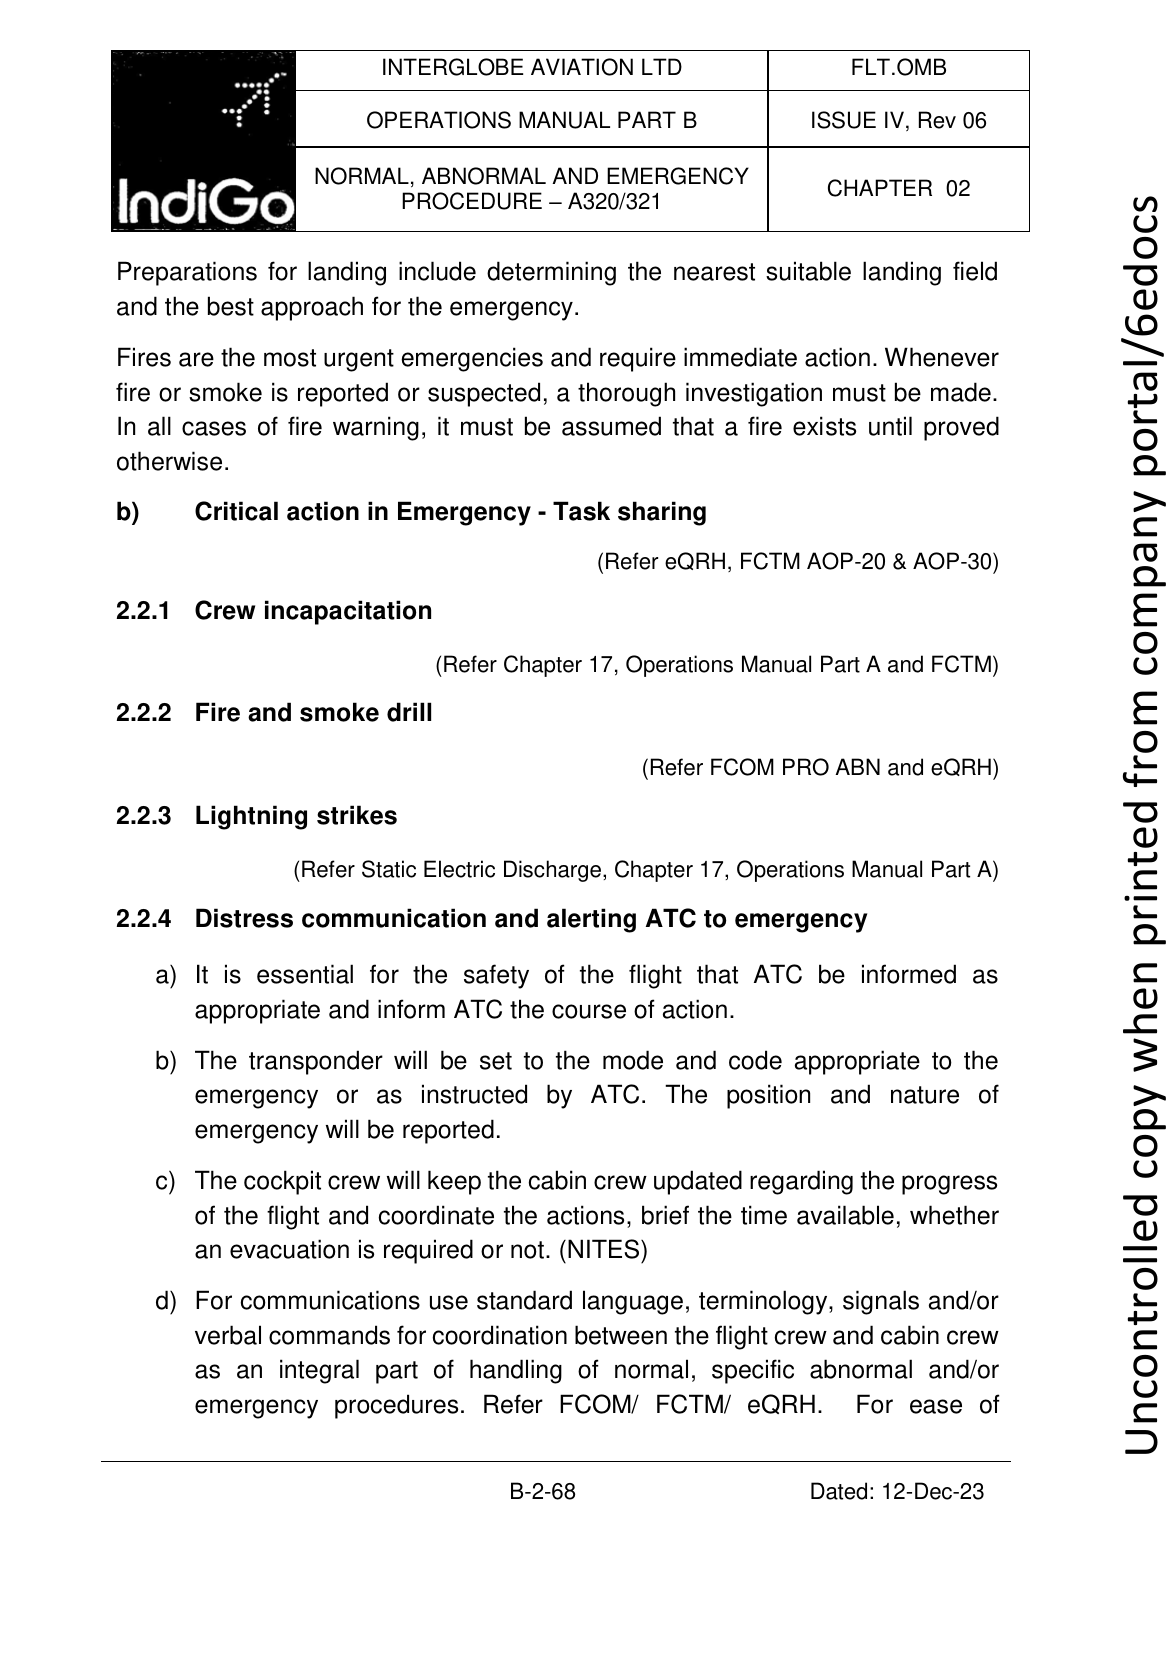 IndiGo
INTERGLOBE AVIATION LTD
FLT.OMB
OPERATIONS MANUAL PART B
ISSUE IV, Rev 06
NORMAL, ABNORMAL AND EMERGENCY
PROCEDURE – A320/321
CHAPTER 02
Preparations for landing include determining the nearest suitable landing field
and the best approach for the emergency.
Fires are the most urgent emergencies and require immediate action. Whenever
fire or smoke is reported or suspected, a thorough investigation must be made.
In all cases of fire warning, it must be assumed that a fire exists until proved
otherwise.
b) Critical action in Emergency - Task sharing
(Refer eQRH, FCTM AOP-20 & AOP-30)
2.2.1 Crew incapacitation
(Refer Chapter 17, Operations Manual Part A and FCTM)
2.2.2 Fire and smoke drill
(Refer FCOM PRO ABN and eQRH)
2.2.3 Lightning strikes
(Refer Static Electric Discharge, Chapter 17, Operations Manual Part A)
2.2.4 Distress communication and alerting ATC to emergency
a) It is essential for the safety of the flight that ATC be informed as
appropriate and inform ATC the course of action.
b) The transponder will be set to the mode and code appropriate to the
emergency or as instructed by ATC. The position and nature of
emergency will be reported.
c) The cockpit crew will keep the cabin crew updated regarding the progress
of the flight and coordinate the actions, brief the time available, whether
an evacuation is required or not. (NITES)
d) For communications use standard language, terminology, signals and/or
verbal commands for coordination between the flight crew and cabin crew
as an integral part of handling of normal, specific abnormal and/or
emergency procedures. Refer FCOM/ FCTM/ eQRH. For ease of
B-2-68
Dated: 12-Dec-23
Uncontrolled copy when printed from company portal/6edocs